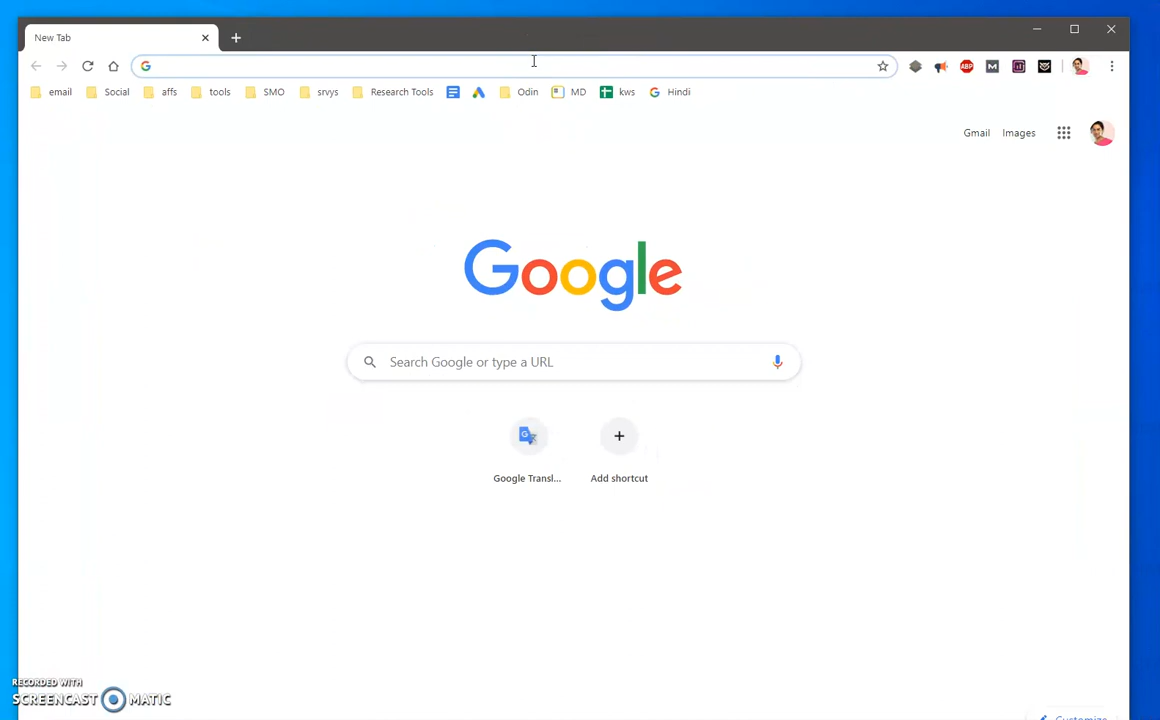 New Tab
email Social affs tools SMO srvys Research Tools Odin MD kws Hindi
Gmail Images
Google
Search Google or type a URL
Google Transl... Add shortcut
RECORDED WITH
SCREENCAST MATIC
Customize